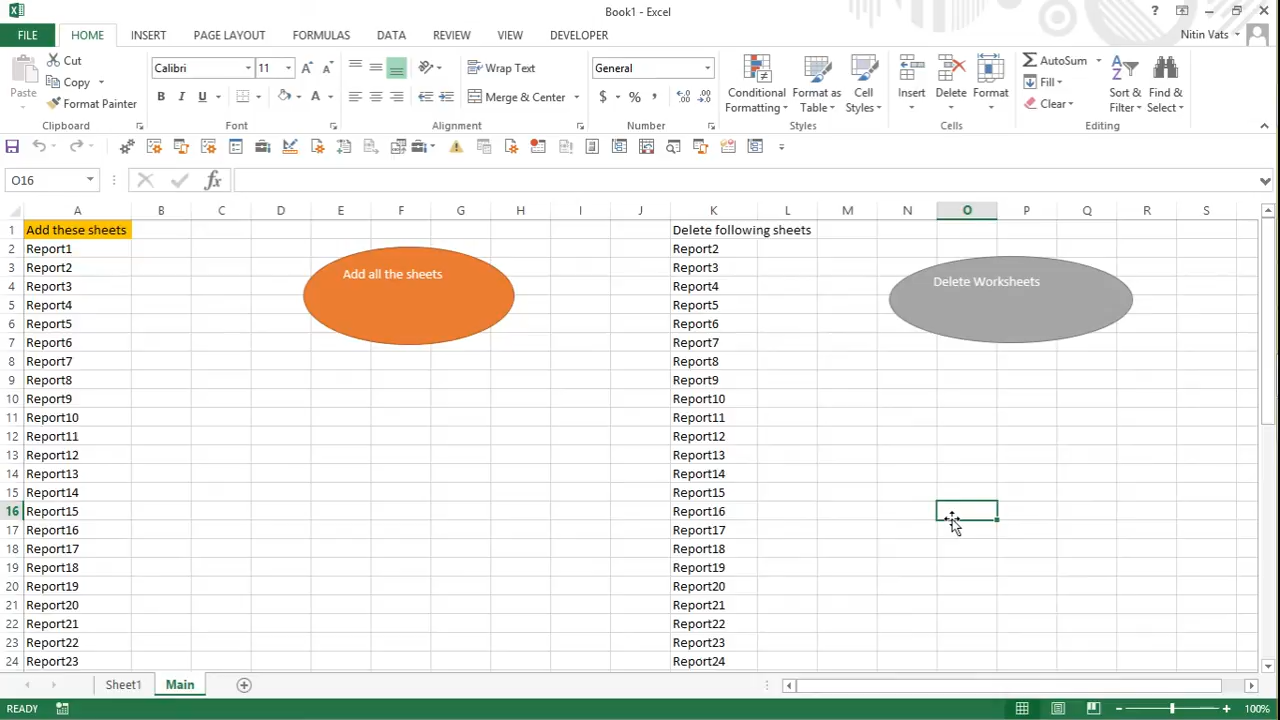 Book1 - Excel
FILE HOME INSERT PAGE LAYOUT FORMULAS DATA REVIEW VIEW DEVELOPER Nitin Vats
Paste Cut Copy Format Painter
Calibri 11 Wrap Text Merge & Center General
B I U $ % ,
Conditional Formatting Format as Table Cell Styles Insert Delete Format
AutoSum Fill Clear Sort & Filter Find & Select
Clipboard Font Alignment Number Styles Cells Editing
O16 fx
A B C D E F G H I J K L M N O P Q R S
1 Add these sheets Delete following sheets
2 Report1 Report2
3 Report2 Report3
Add all the sheets Delete Worksheets
4 Report3 Report4
5 Report4 Report5
6 Report5 Report6
7 Report6 Report7
8 Report7 Report8
9 Report8 Report9
10 Report9 Report10
11 Report10 Report11
12 Report11 Report12
13 Report12 Report13
14 Report13 Report14
15 Report14 Report15
16 Report15 Report16
17 Report16 Report17
18 Report17 Report18
19 Report18 Report19
20 Report19 Report20
21 Report20 Report21
22 Report21 Report22
23 Report22 Report23
24 Report23 Report24
Sheet1 Main
READY 100%